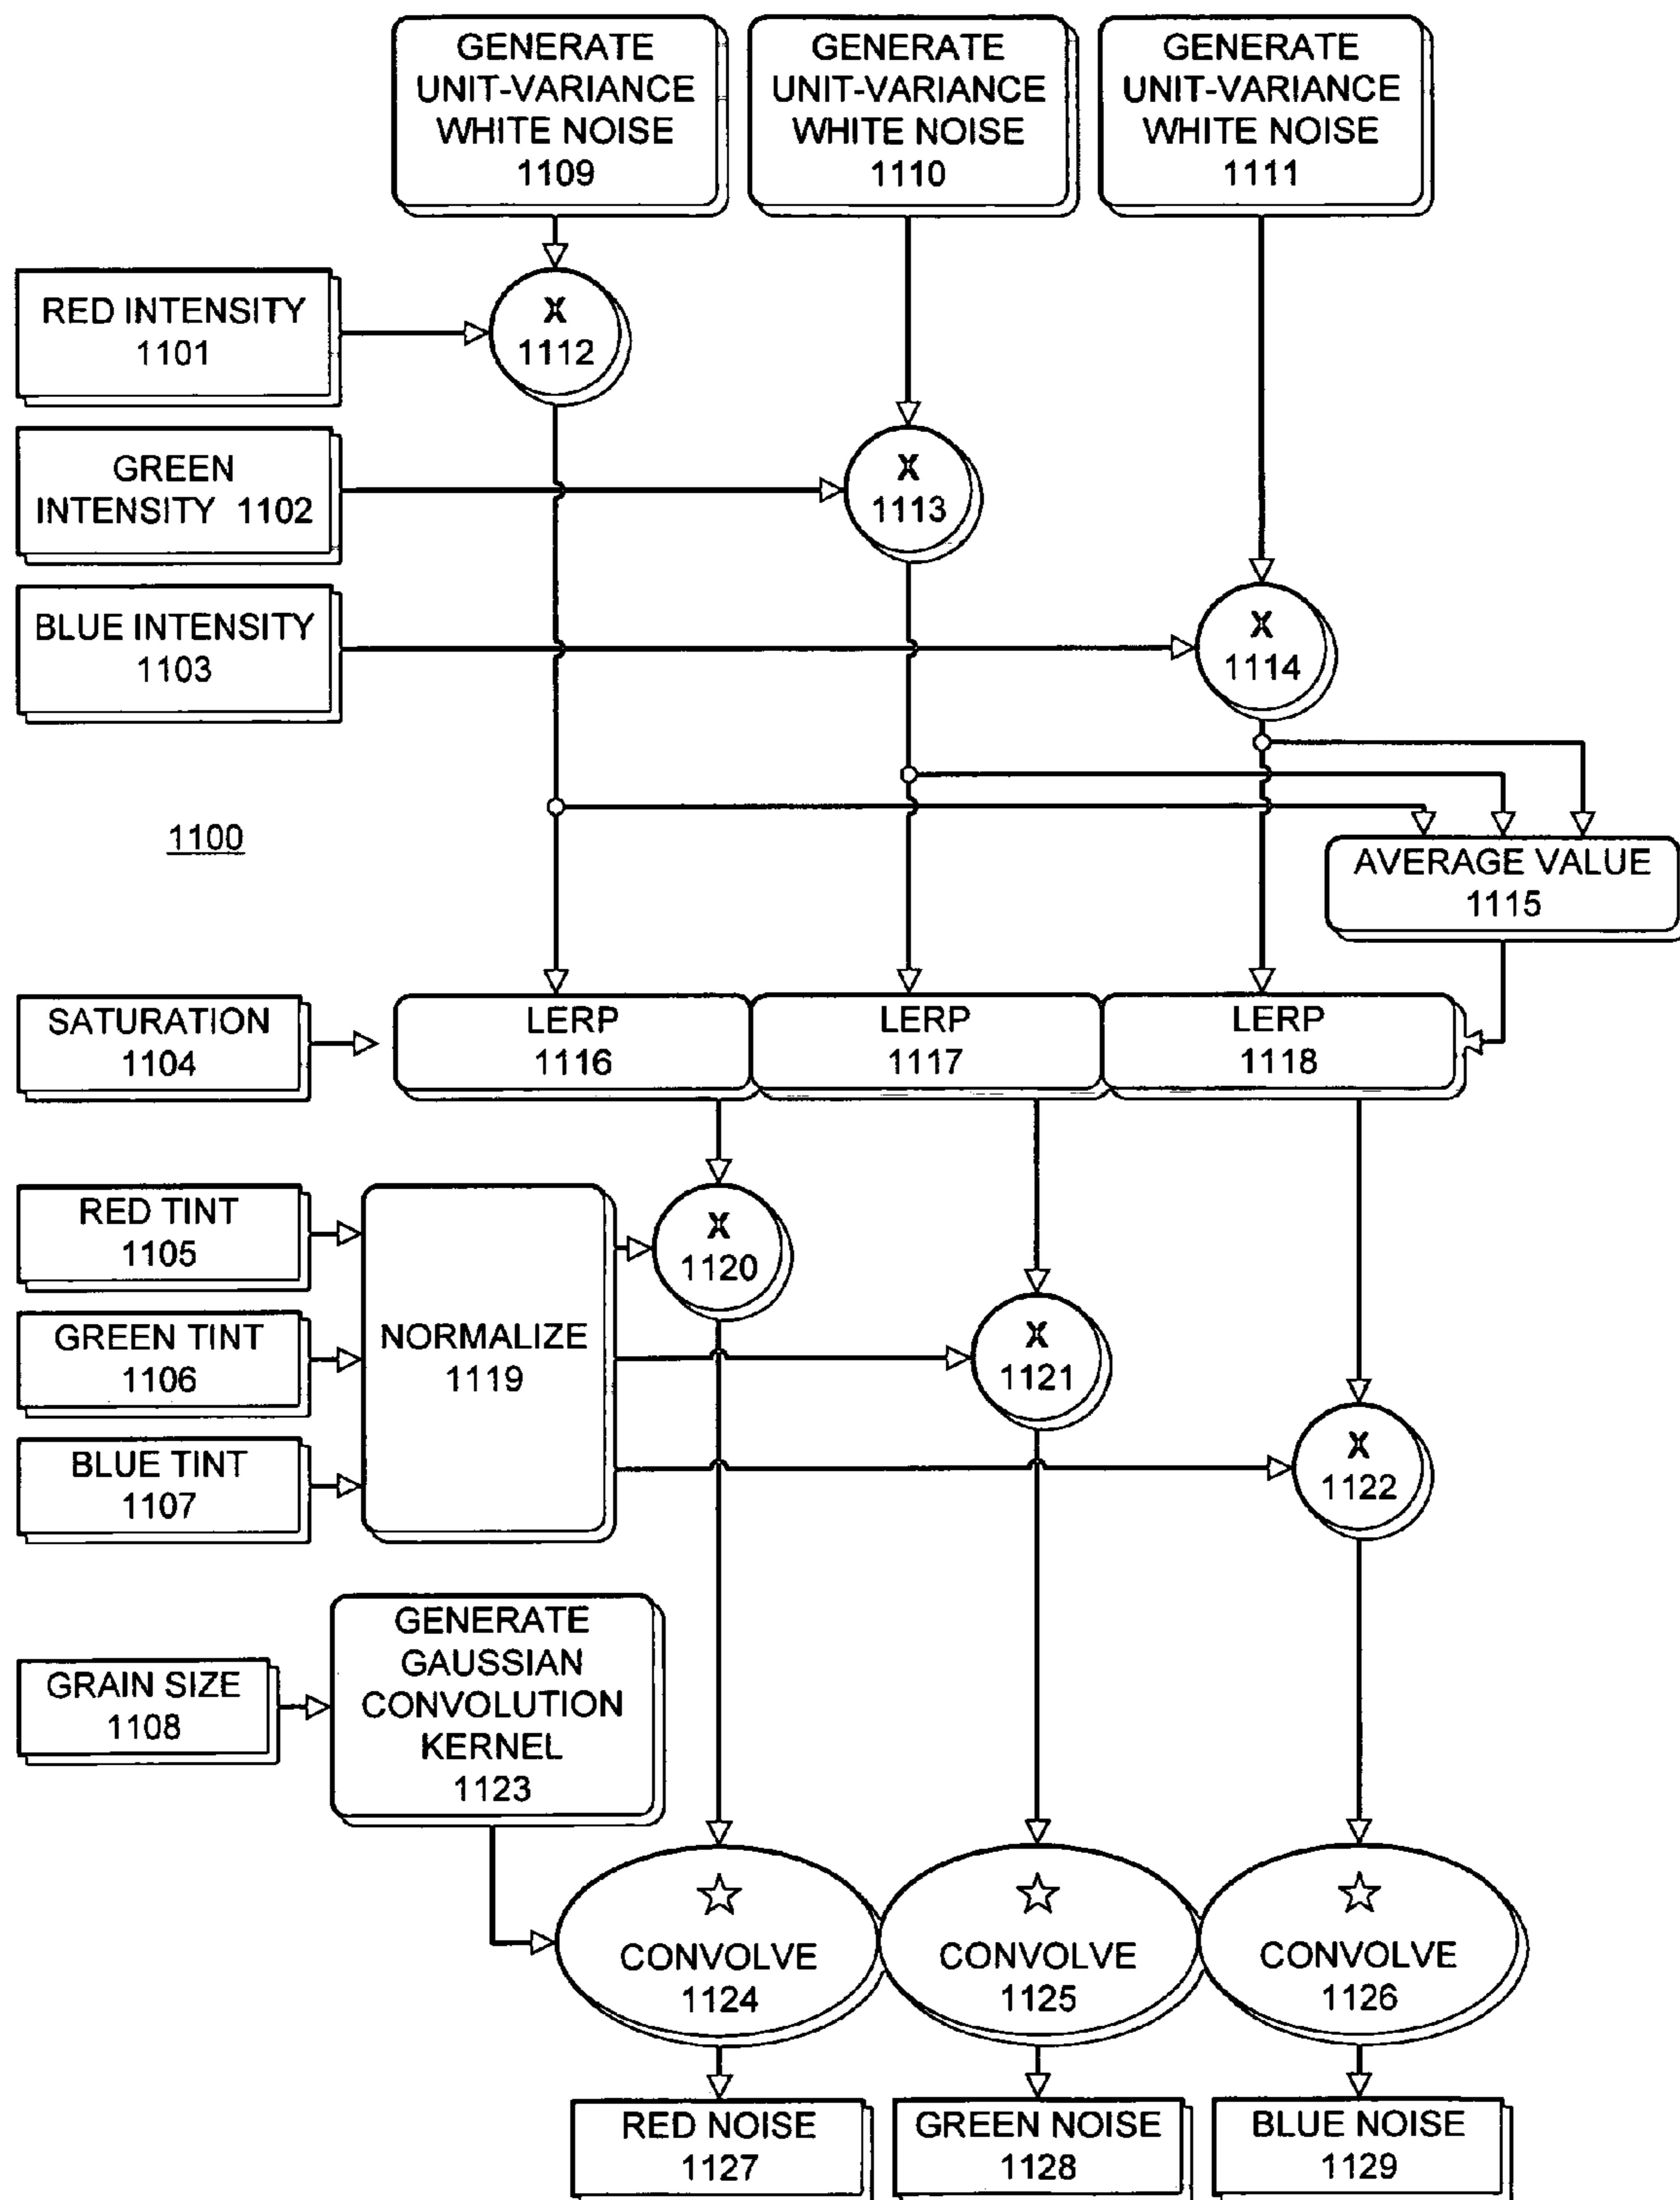 GENERATE
UNIT-VARIANCE
WHITE NOISE
1109
GENERATE
UNIT-VARIANCE
WHITE NOISE
1110
GENERATE
UNIT-VARIANCE
WHITE NOISE
1111
RED INTENSITY
1101
X
1112
GREEN
INTENSITY 1102
X
1113
BLUE INTENSITY
1103
X
1114
1100
AVERAGE VALUE
1115
SATURATION
1104
LERP
1116
LERP
1117
LERP
1118
RED TINT
1105
GREEN TINT
1106
BLUE TINT
1107
NORMALIZE
1119
X
1120
X
1121
X
1122
GRAIN SIZE
1108
GENERATE
GAUSSIAN
CONVOLUTION
KERNEL
1123
CONVOLVE
1124
CONVOLVE
1125
CONVOLVE
1126
RED NOISE
1127
GREEN NOISE
1128
BLUE NOISE
1129